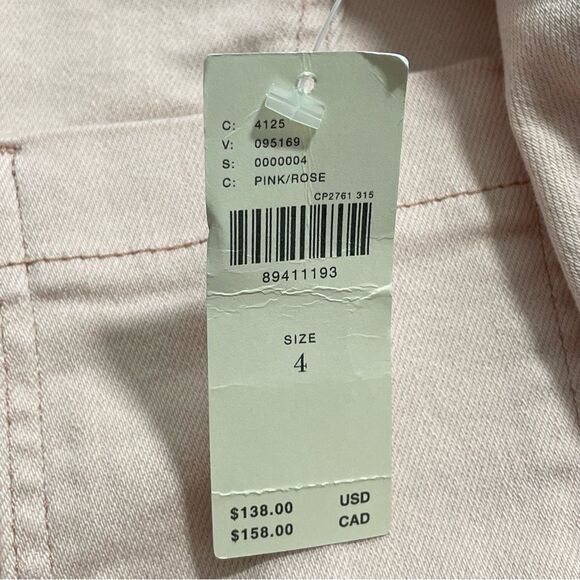 C: 4125
V: 095169
S: 0000004
C: PINK/ROSE
CP2761 315
89411193
SIZE
4
$138.00 USD
$158.00 CAD